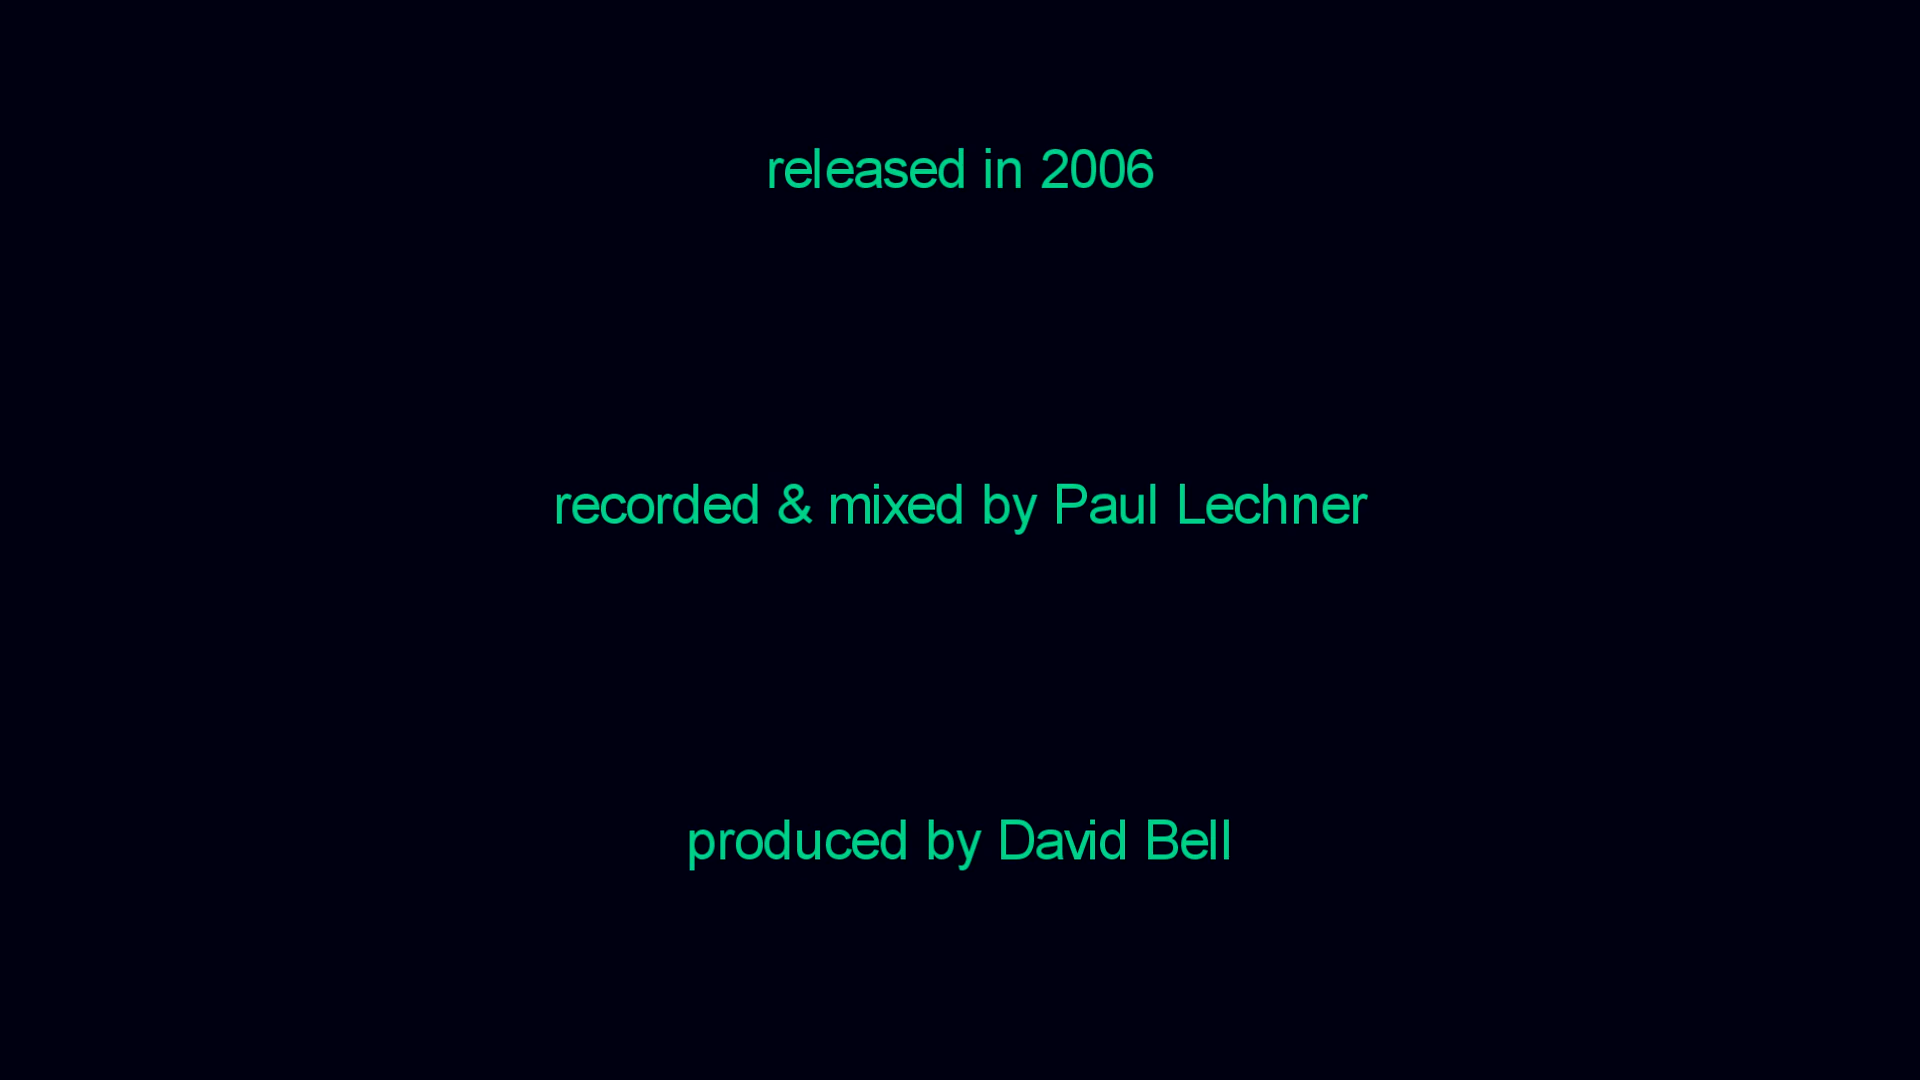 released in 2006
recorded & mixed by Paul Lechner
produced by David Bell